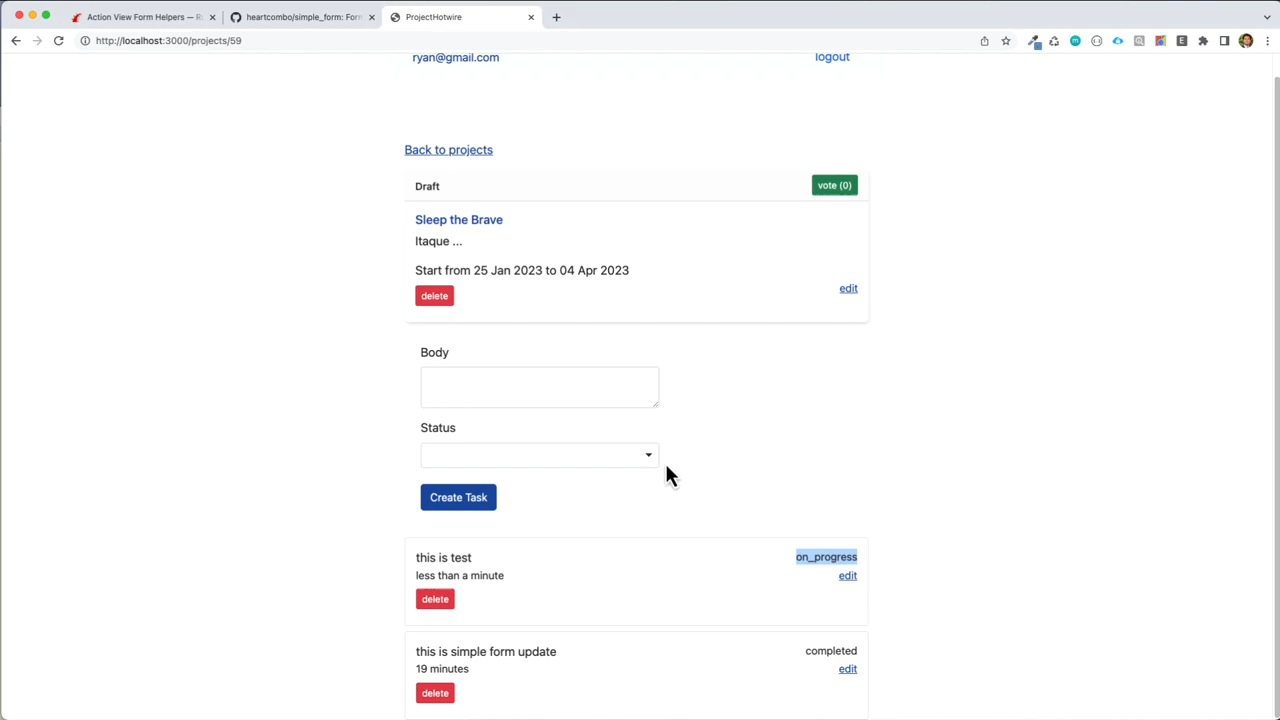 Action View Form Helpers — R
heartcombo/simple_form: Form
ProjectHotwire
http://localhost:3000/projects/59
ryan@gmail.com
logout
Back to projects
Draft
vote (0)
Sleep the Brave
Itaque ...
Start from 25 Jan 2023 to 04 Apr 2023
delete
edit
Body
Status
Create Task
this is test
on_progress
less than a minute
edit
delete
this is simple form update
completed
19 minutes
edit
delete